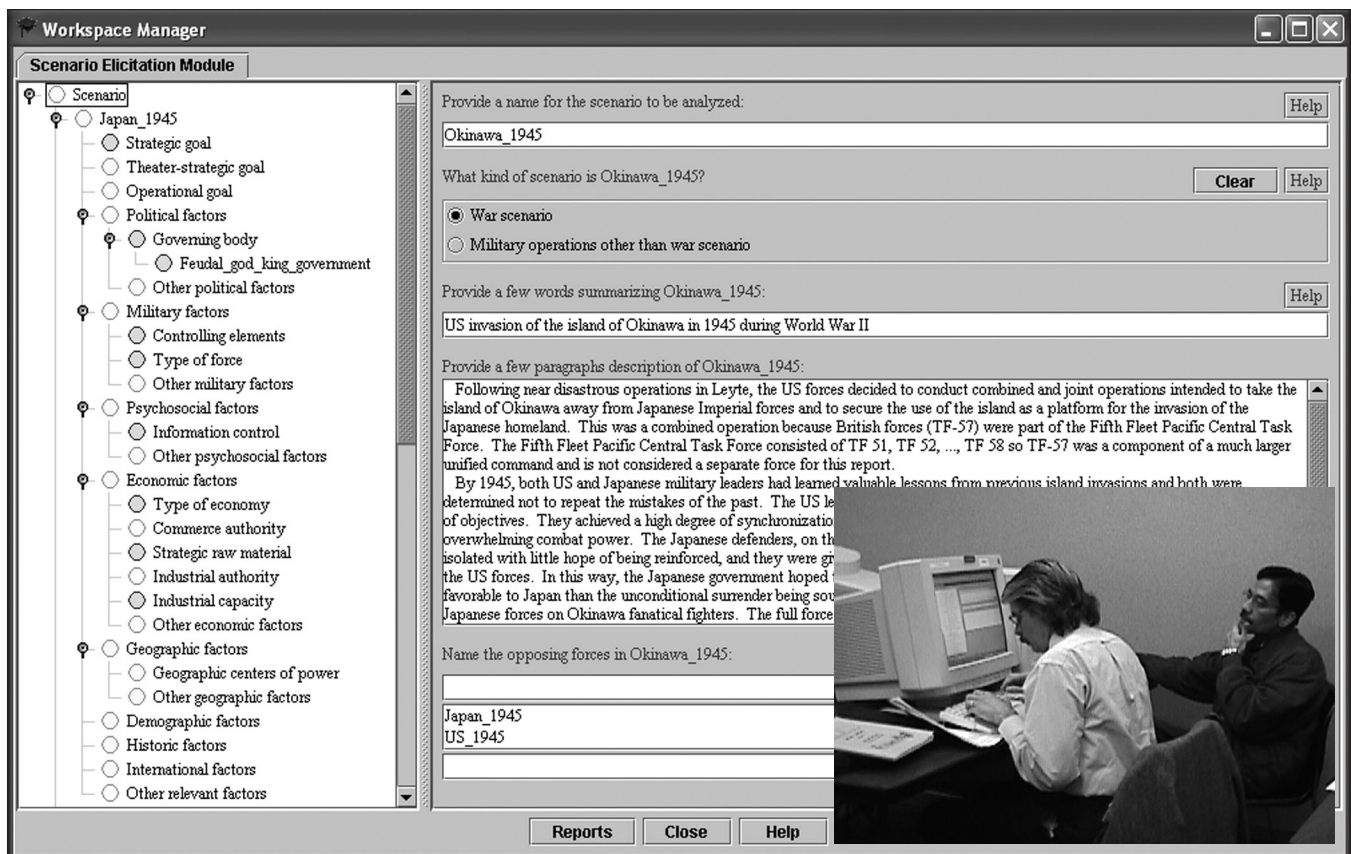 Workspace Manager
Scenario Elicitation Module
Scenario
Japan_1945
Strategic goal
Theater-strategic goal
Operational goal
Political factors
Governing body
Feudal_god_king_government
Other political factors
Military factors
Controlling elements
Type of force
Other military factors
Psychosocial factors
Information control
Other psychosocial factors
Economic factors
Type of economy
Commerce authority
Strategic raw material
Industrial authority
Industrial capacity
Other economic factors
Geographic factors
Geographic centers of power
Other geographic factors
Demographic factors
Historic factors
International factors
Other relevant factors
Provide a name for the scenario to be analyzed:
Help
Okinawa_1945
What kind of scenario is Okinawa_1945?
Clear
Help
War scenario
Military operations other than war scenario
Provide a few words summarizing Okinawa_1945:
Help
US invasion of the island of Okinawa in 1945 during World War II
Provide a few paragraphs description of Okinawa_1945:
Following near disastrous operations in Leyte, the US forces decided to conduct combined and joint operations intended to take the
island of Okinawa away from Japanese Imperial forces and to secure the use of the island as a platform for the invasion of the
Japanese homeland. This was a combined operation because British forces (TF-57) were part of the Fifth Fleet Pacific Central Task
Force. The Fifth Fleet Pacific Central Task Force consisted of TF 51, TF 52, ..., TF 58 so TF-57 was a component of a much larger
unified command and is not considered a separate force for this report.
By 1945, both US and Japanese military leaders had learned valuable lessons from previous island invasions and both were
determined not to repeat the mistakes of the past. The US le
of objectives. They achieved a high degree of synchronizatio
overwhelming combat power. The Japanese defenders, on th
isolated with little hope of being reinforced, and they were gi
the US forces. In this way, the Japanese government hoped
favorable to Japan than the unconditional surrender being sou
Japanese forces on Okinawa fanatical fighters. The full force
Name the opposing forces in Okinawa_1945:
Japan_1945
US_1945
Reports
Close
Help